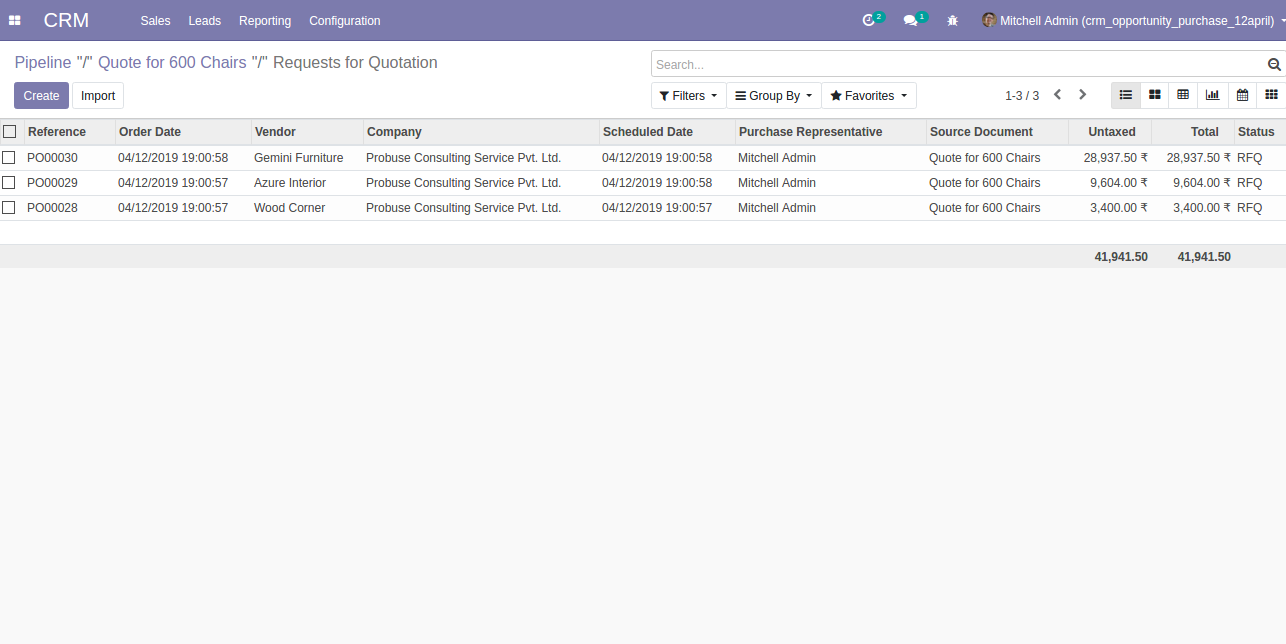 CRM Sales Leads Reporting Configuration 2 1 Mitchell Admin (crm_opportunity_purchase_12april)
Pipeline "/" Quote for 600 Chairs "/" Requests for Quotation
Search...
Create Import Filters Group By Favorites 1-3 / 3
Reference Order Date Vendor Company Scheduled Date Purchase Representative Source Document Untaxed Total Status
PO00030 04/12/2019 19:00:58 Gemini Furniture Probuse Consulting Service Pvt. Ltd. 04/12/2019 19:00:58 Mitchell Admin Quote for 600 Chairs 28,937.50 ₹ 28,937.50 ₹ RFQ
PO00029 04/12/2019 19:00:57 Azure Interior Probuse Consulting Service Pvt. Ltd. 04/12/2019 19:00:58 Mitchell Admin Quote for 600 Chairs 9,604.00 ₹ 9,604.00 ₹ RFQ
PO00028 04/12/2019 19:00:57 Wood Corner Probuse Consulting Service Pvt. Ltd. 04/12/2019 19:00:57 Mitchell Admin Quote for 600 Chairs 3,400.00 ₹ 3,400.00 ₹ RFQ
41,941.50 41,941.50